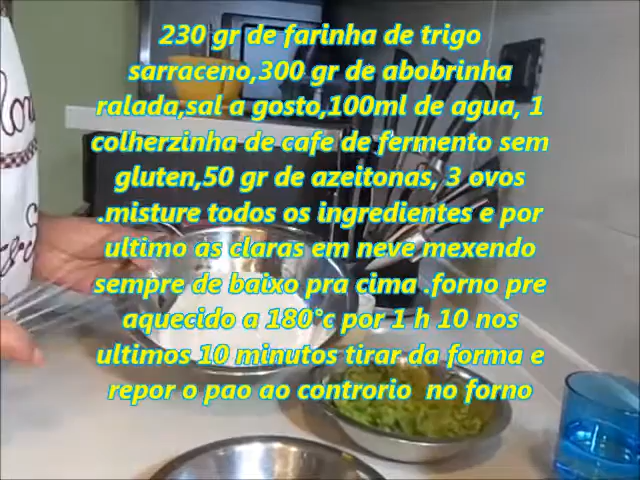 230 gr de farinha de trigo
sarraceno,300 gr de abobrinha
ralada,sal a gosto,100ml de agua, 1
colherzinha de cafe de fermento sem
gluten,50 gr de azeitonas, 3 ovos
.misture todos os ingredientes e por
ultimo as claras em neve mexendo
sempre de baixo pra cima .forno pre
aquecido a 180°c por 1 h 10 nos
ultimos 10 minutos tirar da forma e
repor o pao ao controrio no forno